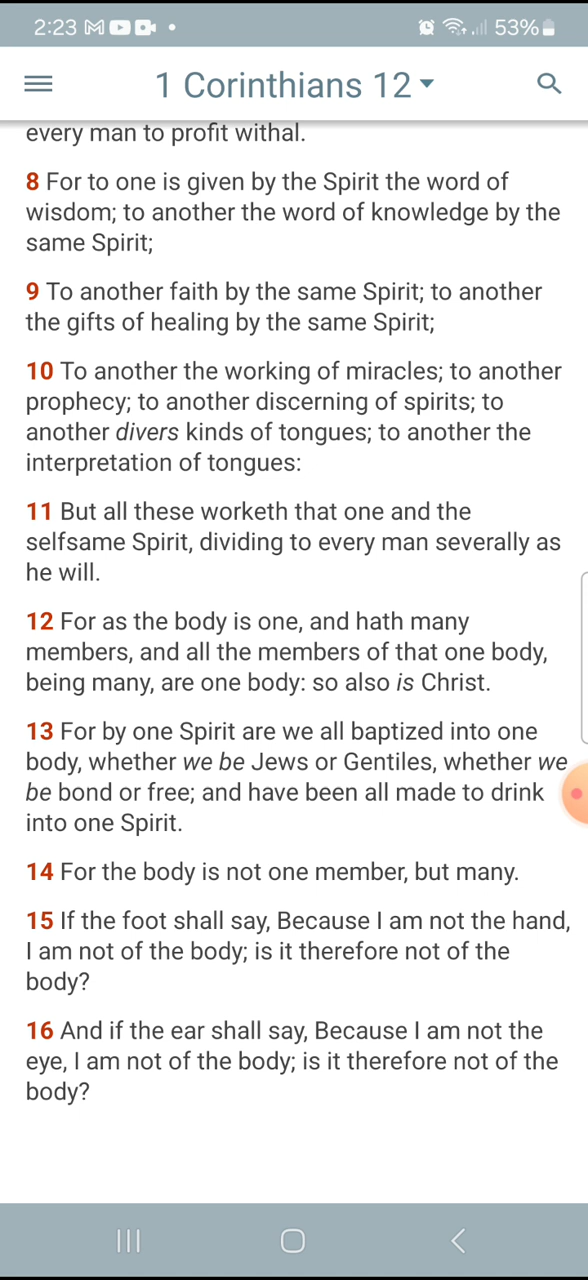 2:23
53%
1 Corinthians 12
every man to profit withal.
8 For to one is given by the Spirit the word of
wisdom; to another the word of knowledge by the
same Spirit;
9 To another faith by the same Spirit; to another
the gifts of healing by the same Spirit;
10 To another the working of miracles; to another
prophecy; to another discerning of spirits; to
another divers kinds of tongues; to another the
interpretation of tongues:
11 But all these worketh that one and the
selfsame Spirit, dividing to every man severally as
he will.
12 For as the body is one, and hath many
members, and all the members of that one body,
being many, are one body: so also is Christ.
13 For by one Spirit are we all baptized into one
body, whether we be Jews or Gentiles, whether we
be bond or free; and have been all made to drink
into one Spirit.
14 For the body is not one member, but many.
15 If the foot shall say, Because I am not the hand,
I am not of the body; is it therefore not of the
body?
16 And if the ear shall say, Because I am not the
eye, I am not of the body; is it therefore not of the
body?